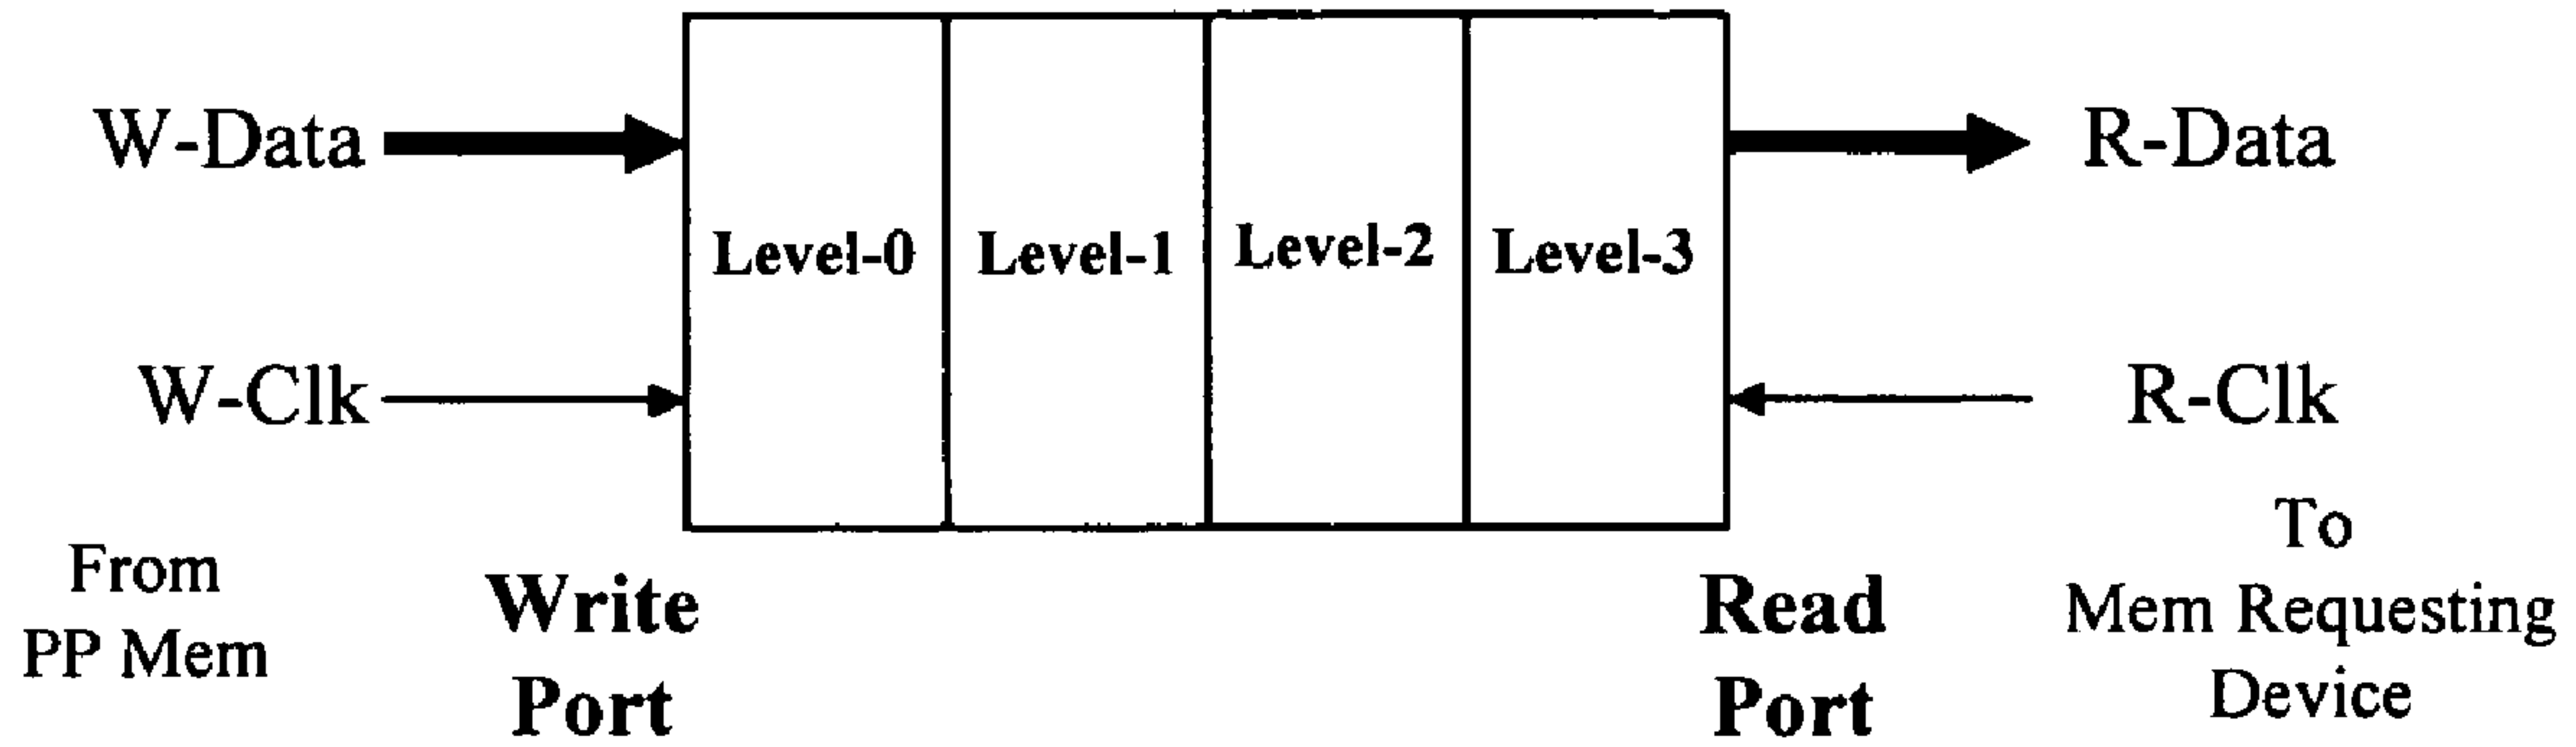 W-Data
Level-0
Level-1
Level-2
Level-3
R-Data
W-Clk
R-Clk
From
PP Mem
Write
Port
Read
Port
To
Mem Requesting
Device